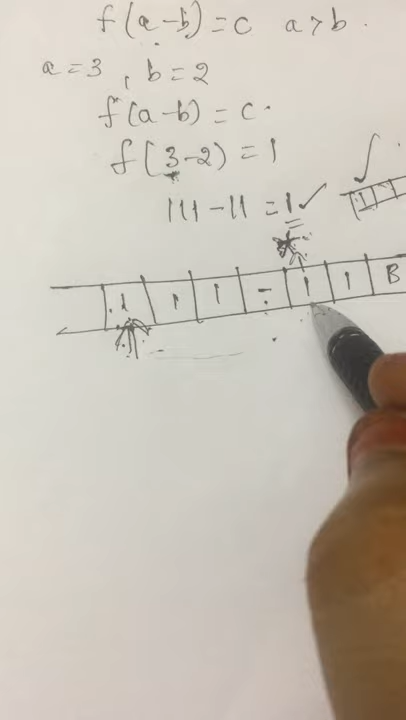 f(a-b)=c a>b.
a=3, b=2
f(a-b)=c.
f(3-2)=1
111-11=1✓
1 1 1 - 1 1 B